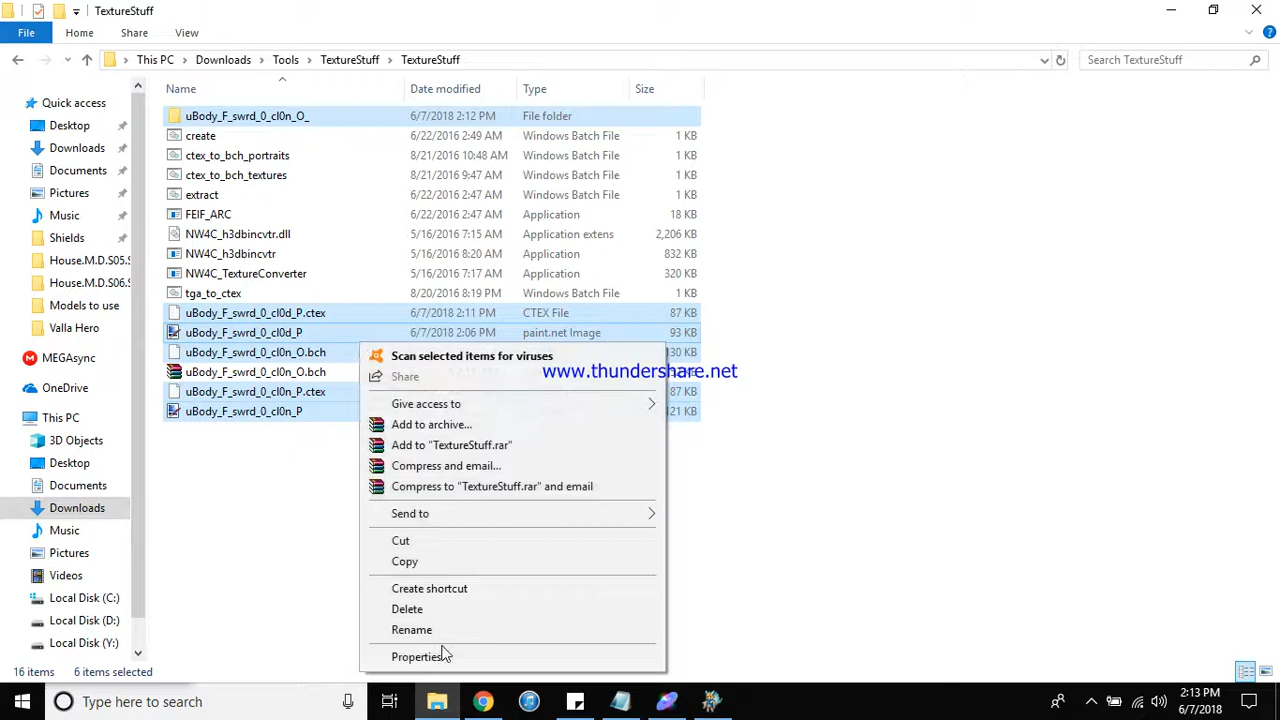 TextureStuff
File Home Share View
This PC Downloads Tools TextureStuff TextureStuff
Search TextureStuff
Name Date modified Type Size
uBody_F_swrd_0_cl0n_O_ 6/7/2018 2:12 PM File folder
create 6/22/2016 2:49 AM Windows Batch File 1 KB
ctex_to_bch_portraits 8/21/2016 10:48 AM Windows Batch File 1 KB
ctex_to_bch_textures 8/21/2016 9:47 AM Windows Batch File 1 KB
extract 6/22/2016 2:47 AM Windows Batch File 1 KB
FEIF_ARC 6/22/2016 2:47 AM Application 18 KB
NW4C_h3dbincvtr.dll 5/16/2016 7:15 AM Application extens 2,206 KB
NW4C_h3dbincvtr 5/16/2016 8:20 AM Application 832 KB
NW4C_TextureConverter 5/16/2016 7:17 AM Application 320 KB
tga_to_ctex 8/20/2016 8:19 PM Windows Batch File 1 KB
uBody_F_swrd_0_cl0d_P.ctex 6/7/2018 2:11 PM CTEX File 87 KB
uBody_F_swrd_0_cl0d_P 6/7/2018 2:06 PM paint.net Image 93 KB
uBody_F_swrd_0_cl0n_O.bch 130 KB
uBody_F_swrd_0_cl0n_O.bch
uBody_F_swrd_0_cl0n_P.ctex 87 KB
uBody_F_swrd_0_cl0n_P 121 KB
Quick access
Desktop
Downloads
Documents
Pictures
Music
Shields
House.M.D.S05.S
House.M.D.S06.S
Models to use
Valla Hero
MEGAsync
OneDrive
This PC
3D Objects
Desktop
Documents
Downloads
Music
Pictures
Videos
Local Disk (C:)
Local Disk (D:)
Local Disk (Y:)
Scan selected items for viruses
www.thundershare.net
Share
Give access to
Add to archive...
Add to "TextureStuff.rar"
Compress and email...
Compress to "TextureStuff.rar" and email
Send to
Cut
Copy
Create shortcut
Delete
Rename
Properties
16 items 6 items selected
Type here to search
2:13 PM
6/7/2018